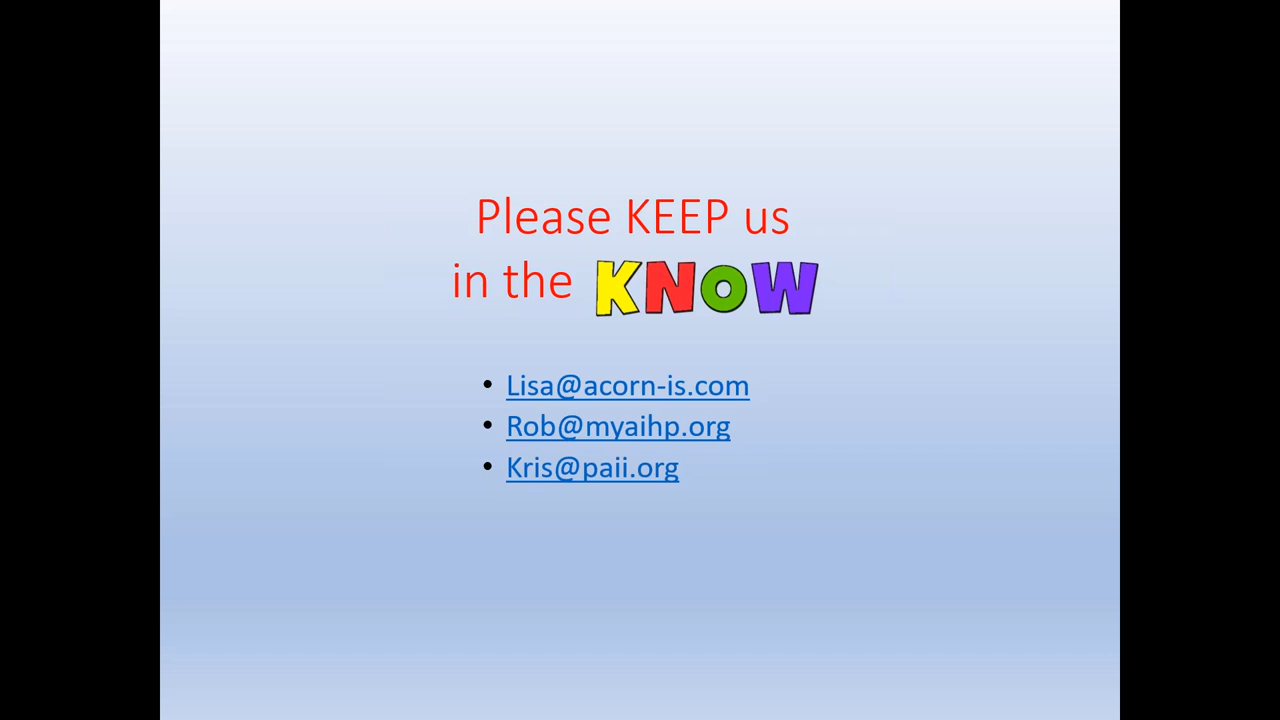 Please KEEP us
in the KNOW
• Lisa@acorn-is.com
• Rob@myaihp.org
• Kris@paii.org